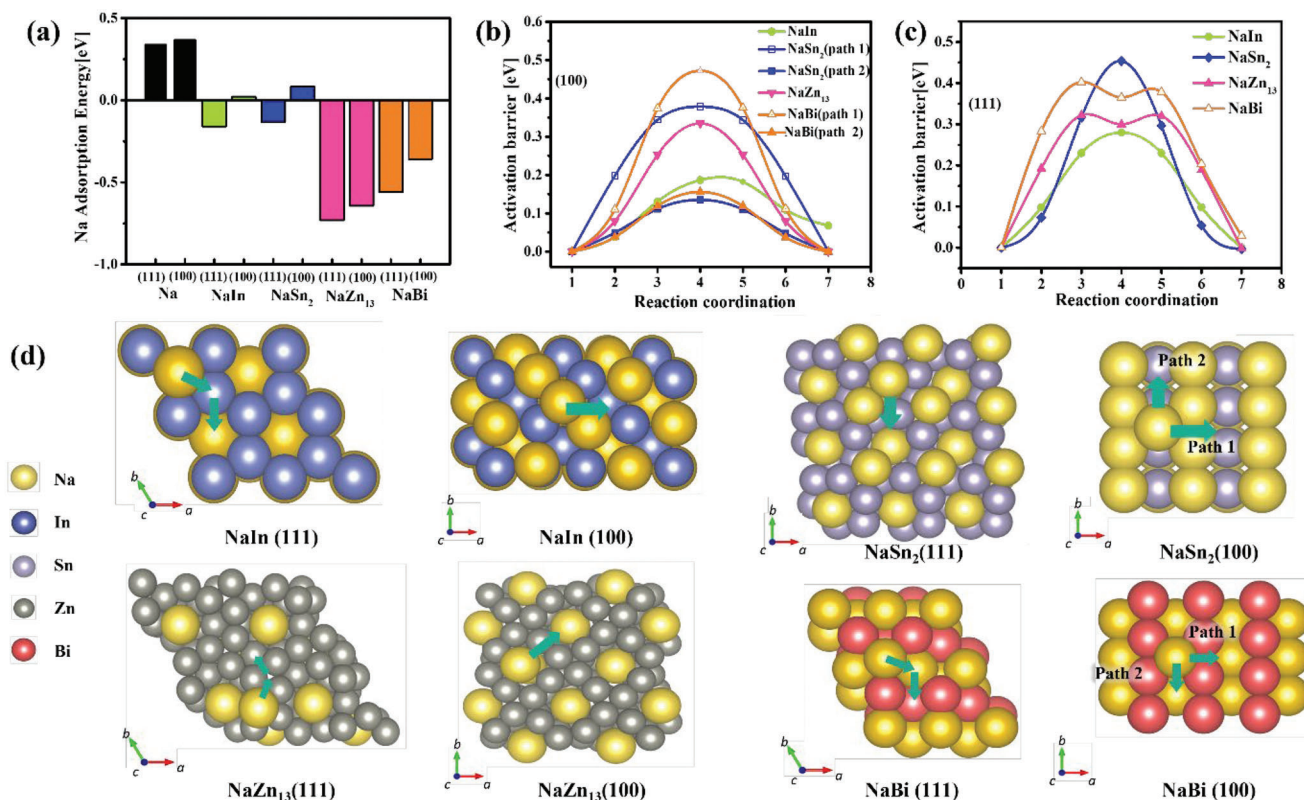 (a)
Na Adsorption Energy[eV]
0.5
0.0
-0.5
-1.0
(111) (100) (111) (100) (111) (100) (111) (100) (111) (100)
Na NaIn NaSn₂ NaZn₁₃ NaBi
(b)
Activation barrier [eV]
0.6
0.5
0.4
0.3
0.2
0.1
0.0
(100)
NaIn
NaSn₂(path 1)
NaSn₂(path 2)
NaZn₁₃
NaBi(path 1)
NaBi(path 2)
1 2 3 4 5 6 7 8
Reaction coordination
(c)
Activation barrier [eV]
0.5
0.4
0.3
0.2
0.1
0.0
(111)
NaIn
NaSn₂
NaZn₁₃
NaBi
0 1 2 3 4 5 6 7 8
Reaction coordination
(d)
Na
In
Sn
Zn
Bi
b
c
a
NaIn (111)
b
c
a
NaIn (100)
b
c
a
NaSn₂(111)
Path 2
Path 1
b
c
a
NaSn₂(100)
b
c
a
NaZn₁₃(111)
b
c
a
NaZn₁₃(100)
b
c
a
NaBi (111)
Path 1
Path 2
b
c
a
NaBi (100)